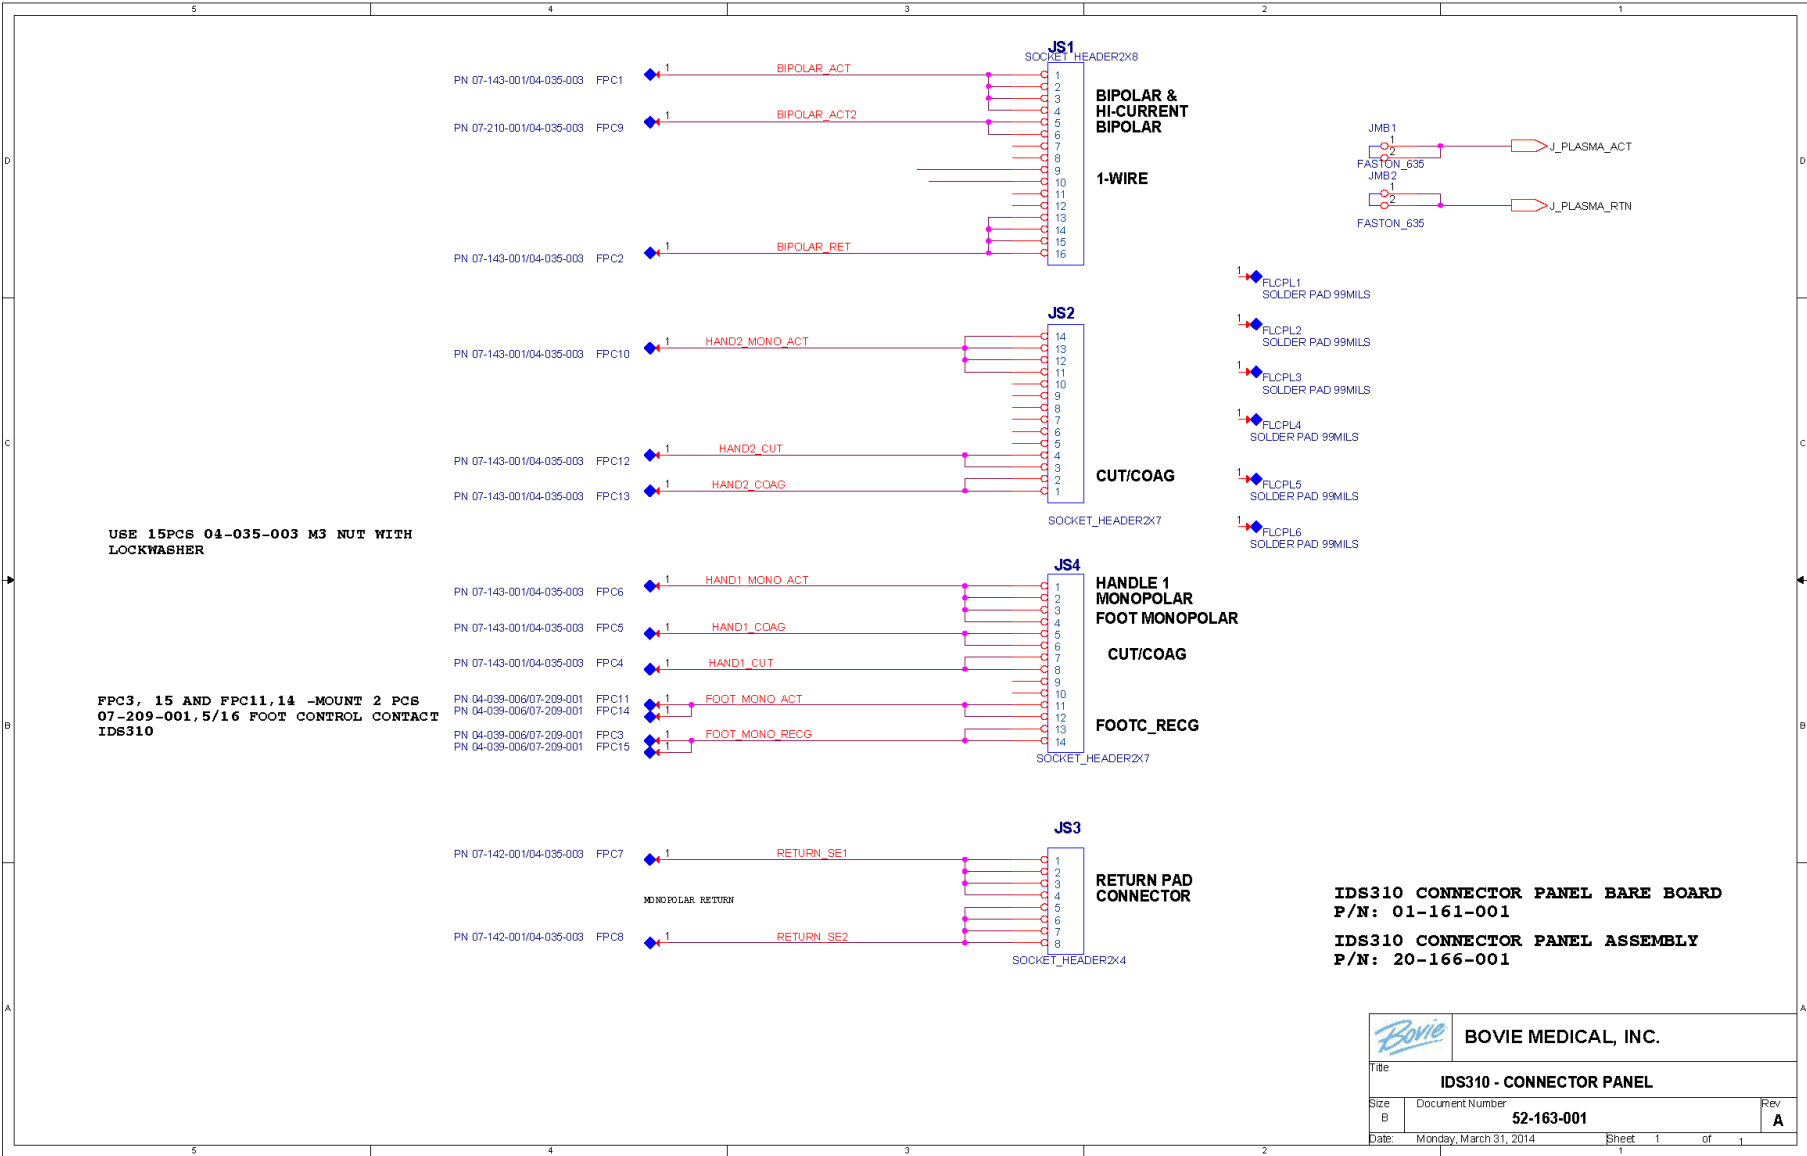 5 4 3 2 1
JS1
SOCKET_HEADER2X8
PN 07-143-001/04-035-003 FPC1 1 BIPOLAR_ACT
PN 07-210-001/04-035-003 FPC9 1 BIPOLAR_ACT2
PN 07-143-001/04-035-003 FPC2 1 BIPOLAR_RET
1
2
3
4
5
6
7
8
9
10
11
12
13
14
15
16
BIPOLAR &
HI-CURRENT
BIPOLAR
1-WIRE
JMB1
1
2
FASTON_635
J_PLASMA_ACT
JMB2
1
2
FASTON_635
J_PLASMA_RTN
D D
1 FLCPL1
SOLDER PAD 99MILS
1 FLCPL2
SOLDER PAD 99MILS
1 FLCPL3
SOLDER PAD 99MILS
1 FLCPL4
SOLDER PAD 99MILS
1 FLCPL5
SOLDER PAD 99MILS
1 FLCPL6
SOLDER PAD 99MILS
JS2
PN 07-143-001/04-035-003 FPC10 1 HAND2_MONO_ACT
PN 07-143-001/04-035-003 FPC12 1 HAND2_CUT
PN 07-143-001/04-035-003 FPC13 1 HAND2_COAG
14
13
12
11
10
9
8
7
6
5
4
3
2
1
CUT/COAG
SOCKET_HEADER2X7
C C
USE 15PCS 04-035-003 M3 NUT WITH
LOCKWASHER
JS4
PN 07-143-001/04-035-003 FPC6 1 HAND1_MONO_ACT
PN 07-143-001/04-035-003 FPC5 1 HAND1_COAG
PN 07-143-001/04-035-003 FPC4 1 HAND1_CUT
PN 04-039-006/07-209-001 FPC11 1 FOOT_MONO_ACT
PN 04-039-006/07-209-001 FPC14 1
PN 04-039-006/07-209-001 FPC3 1 FOOT_MONO_RECG
PN 04-039-006/07-209-001 FPC15 1
1
2
3
4
5
6
7
8
9
10
11
12
13
14
HANDLE 1
MONOPOLAR
FOOT MONOPOLAR
CUT/COAG
FOOTC_RECG
SOCKET_HEADER2X7
FPC3, 15 AND FPC11,14 -MOUNT 2 PCS
07-209-001,5/16 FOOT CONTROL CONTACT
IDS310
B B
JS3
PN 07-142-001/04-035-003 FPC7 1 RETURN_SE1
MONOPOLAR RETURN
PN 07-142-001/04-035-003 FPC8 1 RETURN_SE2
1
2
3
4
5
6
7
8
RETURN PAD
CONNECTOR
SOCKET_HEADER2X4
IDS310 CONNECTOR PANEL BARE BOARD
P/N: 01-161-001
IDS310 CONNECTOR PANEL ASSEMBLY
P/N: 20-166-001
A A
Bovie BOVIE MEDICAL, INC.
Title
IDS310 - CONNECTOR PANEL
Size Document Number Rev
B 52-163-001 A
Date: Monday, March 31, 2014 Sheet 1 of 1
5 4 3 2 1